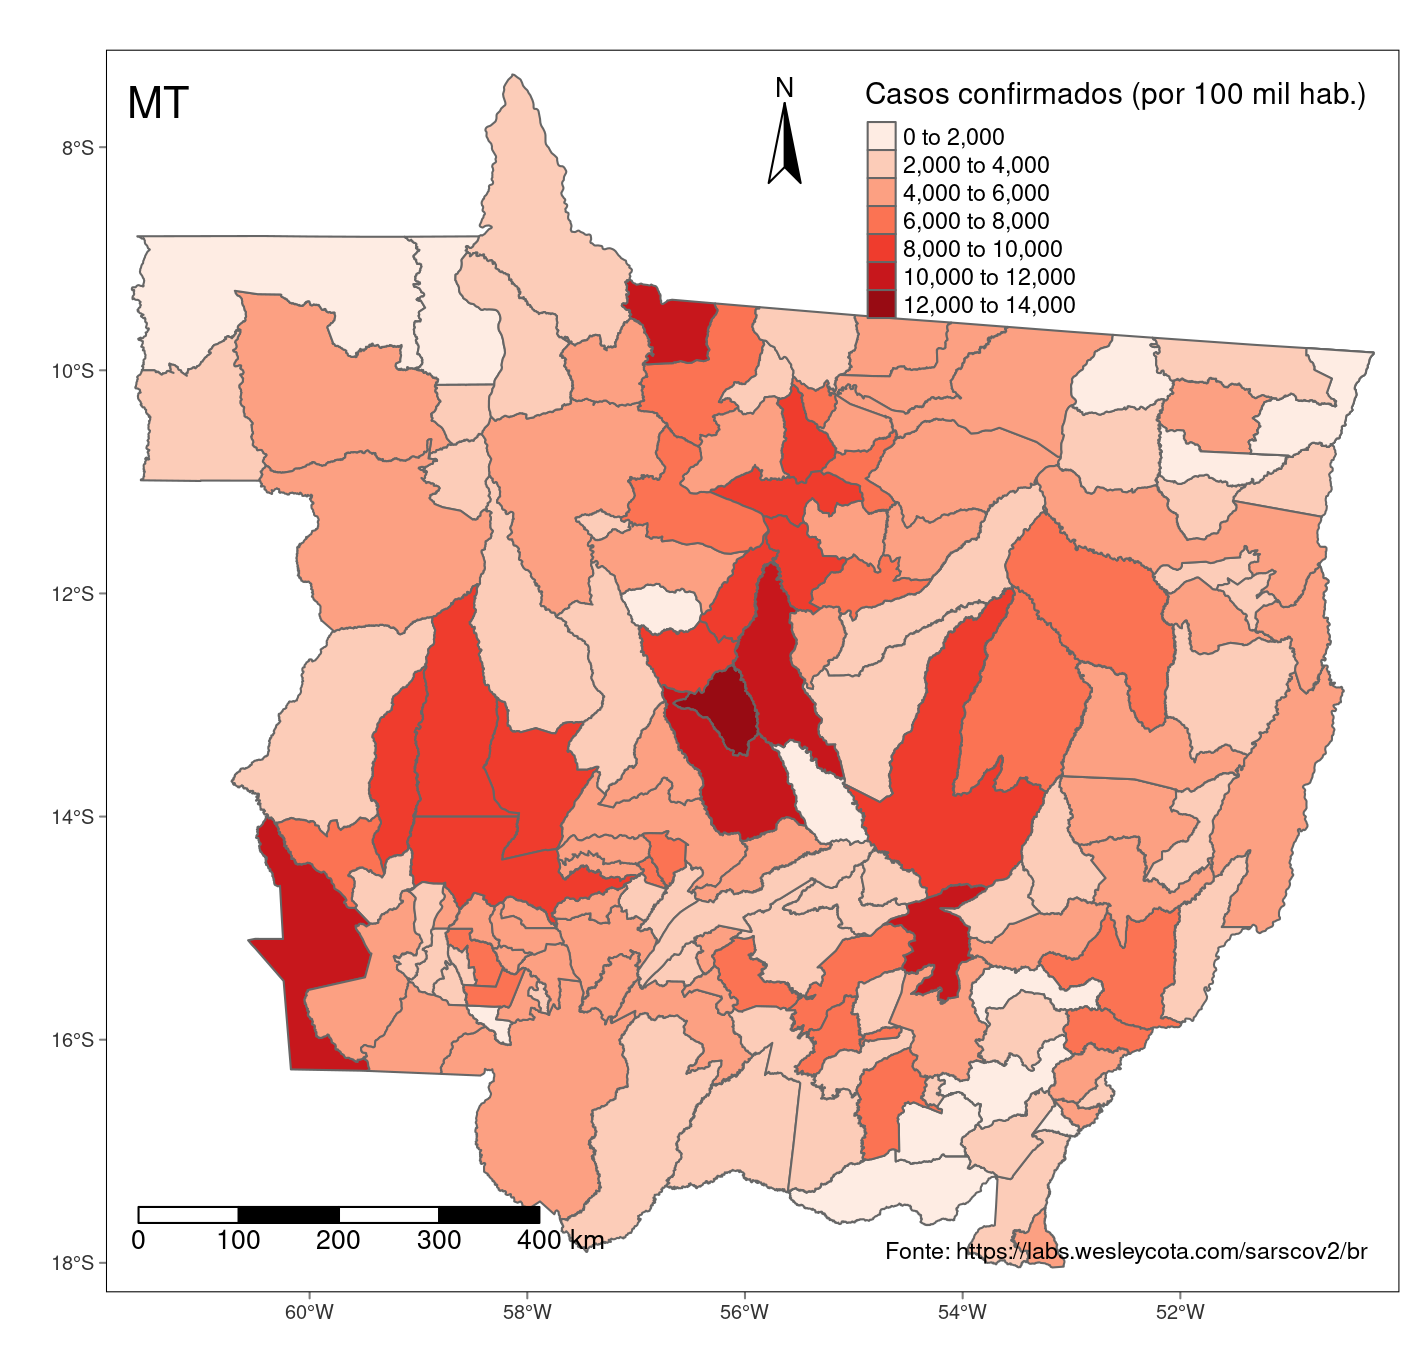 MT
N
Casos confirmados (por 100 mil hab.)
0 to 2,000
2,000 to 4,000
4,000 to 6,000
6,000 to 8,000
8,000 to 10,000
10,000 to 12,000
12,000 to 14,000
8°S
10°S
12°S
14°S
16°S
18°S
0 100 200 300 400 km
Fonte: https://labs.wesleycota.com/sarscov2/br
60°W 58°W 56°W 54°W 52°W